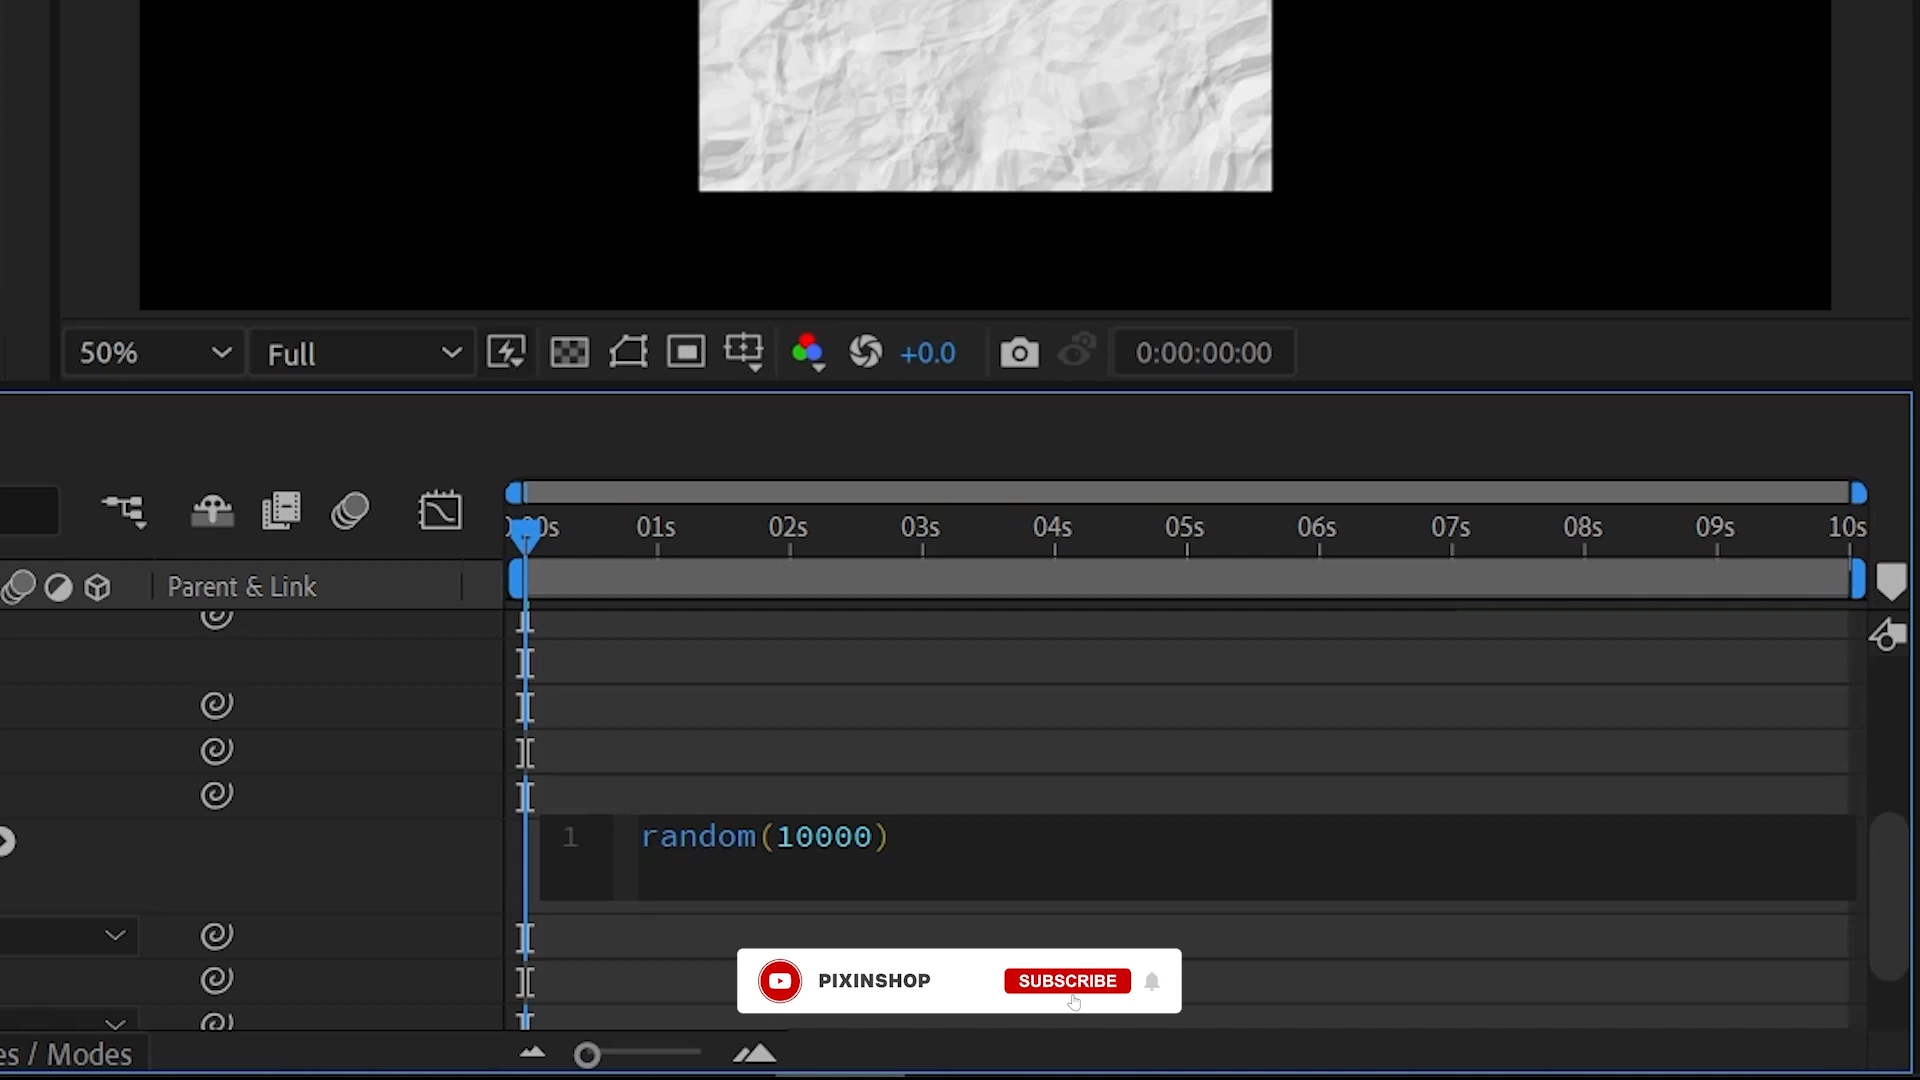 50%
Full
+0.0
0:00:00:00
01s
02s
03s
04s
05s
06s
07s
08s
09s
10s
Parent & Link
1
random(10000)
PIXINSHOP
SUBSCRIBE
es / Modes